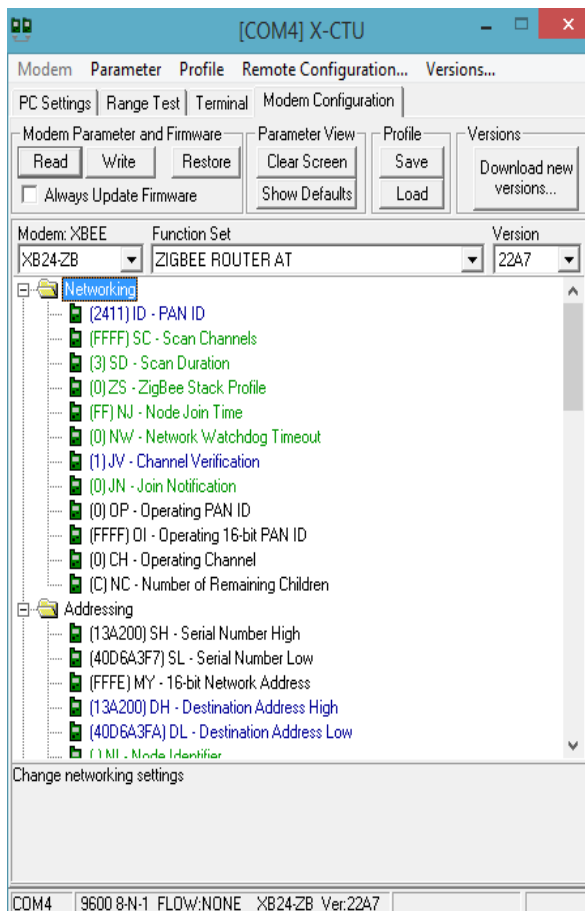 [COM4] X-CTU
Modem Parameter Profile Remote Configuration... Versions...
PC Settings Range Test Terminal Modem Configuration
Modem Parameter and Firmware Parameter View Profile Versions
Read Write Restore Clear Screen Save Download new versions...
Always Update Firmware Show Defaults Load
Modem: XBEE Function Set Version
XB24-ZB ZIGBEE ROUTER AT 22A7
Networking
(2411) ID - PAN ID
(FFFF) SC - Scan Channels
(3) SD - Scan Duration
(0) ZS - ZigBee Stack Profile
(FF) NJ - Node Join Time
(0) NW - Network Watchdog Timeout
(1) JV - Channel Verification
(0) JN - Join Notification
(0) OP - Operating PAN ID
(FFFF) OI - Operating 16-bit PAN ID
(0) CH - Operating Channel
(C) NC - Number of Remaining Children
Addressing
(13A200) SH - Serial Number High
(40D6A3F7) SL - Serial Number Low
(FFFE) MY - 16-bit Network Address
(13A200) DH - Destination Address High
(40D6A3FA) DL - Destination Address Low
( ) NI - Node Identifier
Change networking settings
COM4 9600 8-N-1 FLOW:NONE XB24-ZB Ver:22A7